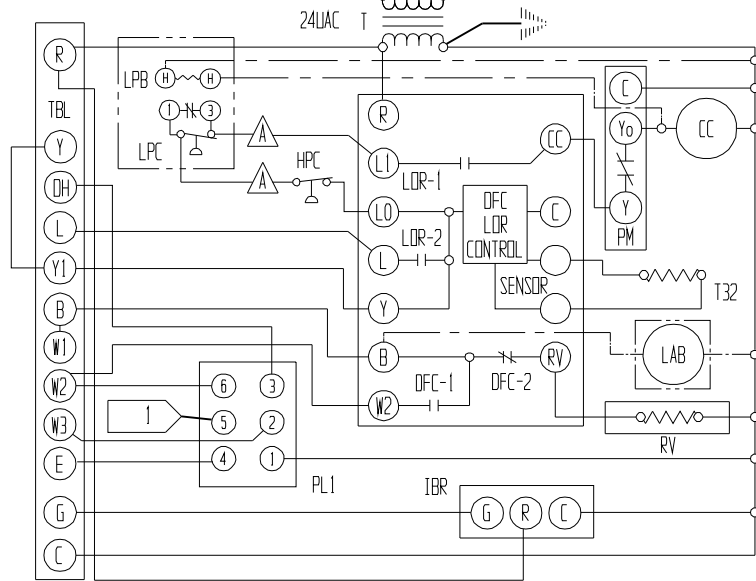 24VAC T
R
LPB H H
C
TBL
1 3
R
Yo CC
A
CC
Y
LPC
HPC
L1
LOR-1
A
DH
LO
DFC
LOR
CONTROL
C
Y
PM
L
LOR-2
L
Y1
SENSOR
T32
B
Y
W1
B
LAB
W2
6 3
DFC-1 DFC-2
RV
W2
1
5 2
W3
RV
E
4 1
PL1
IBR
G
G R C
C